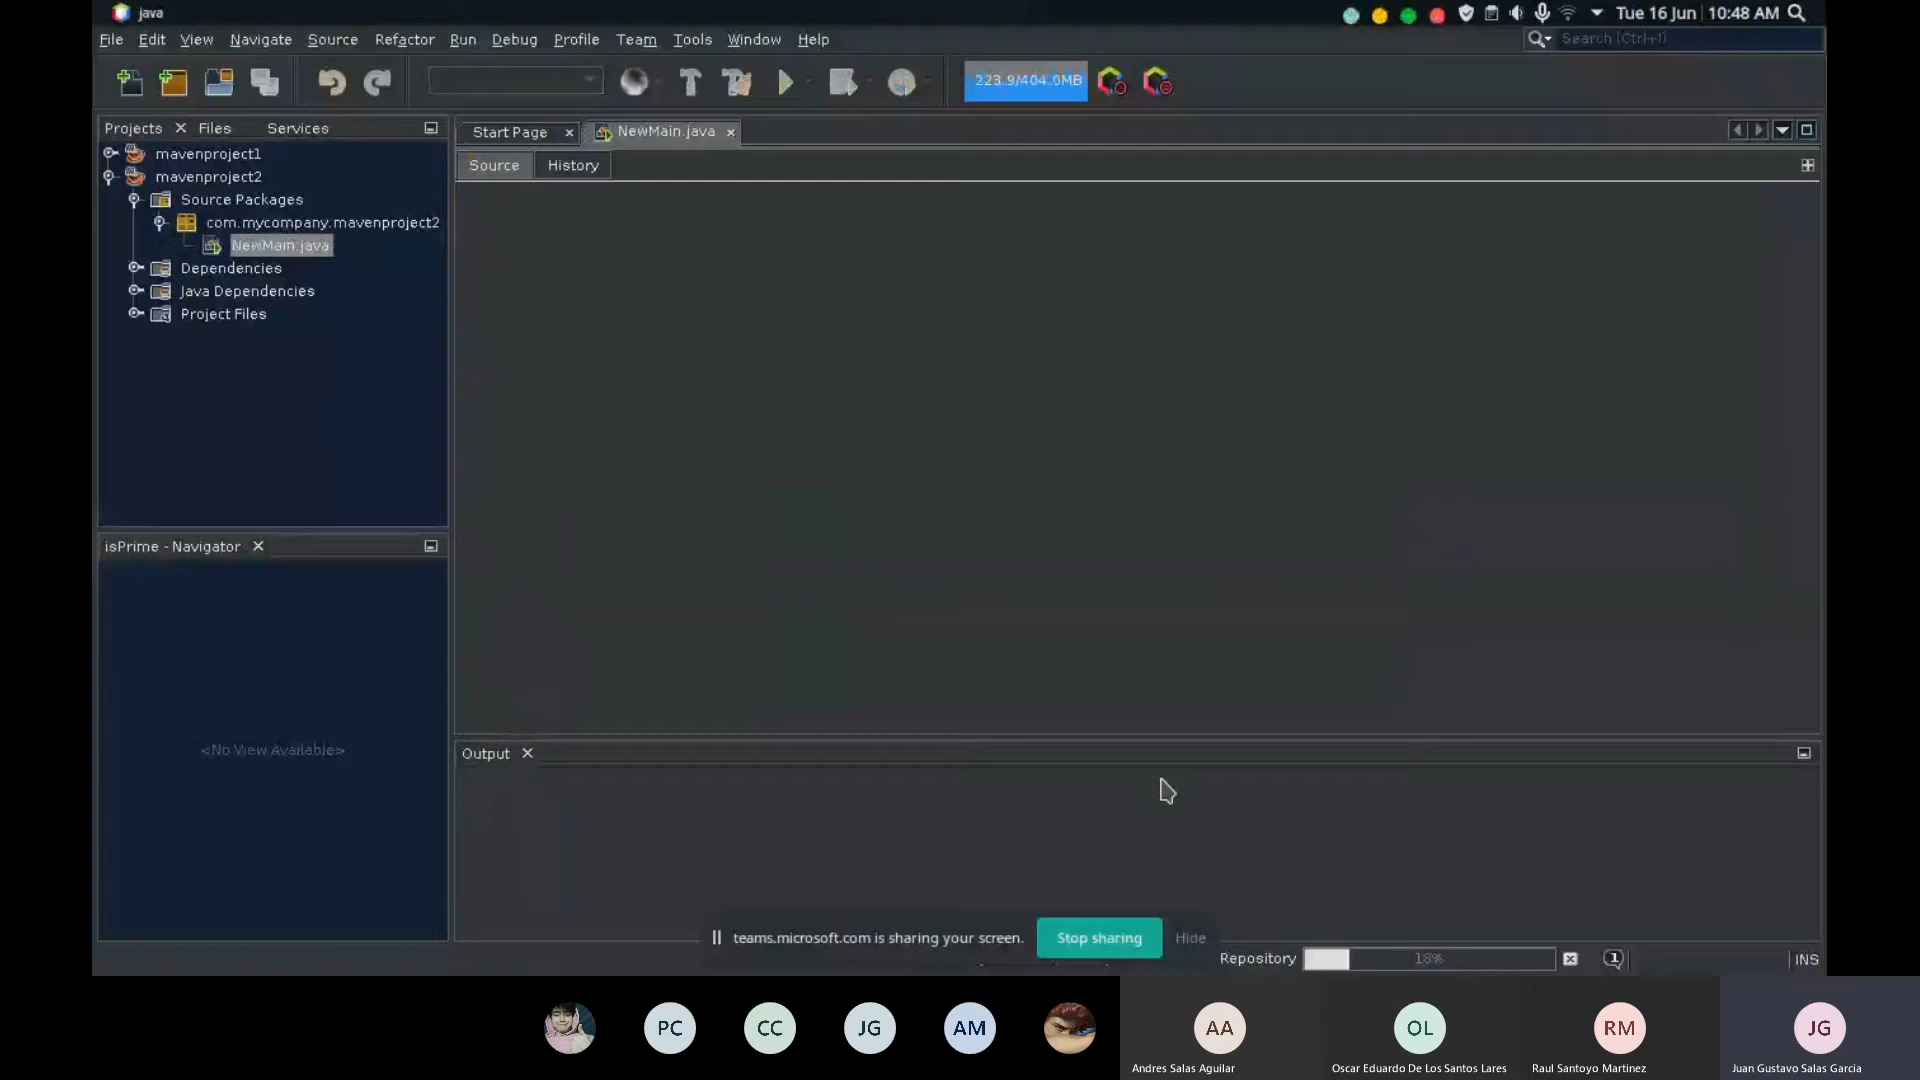 java
Tue 16 Jun 10:48 AM
File Edit View Navigate Source Refactor Run Debug Profile Team Tools Window Help
Search (Ctrl+I)
223.9/404.0MB
Projects Files Services
Start Page NewMain.java
Source History
mavenproject1
mavenproject2
Source Packages
com.mycompany.mavenproject2
NewMain.java
Dependencies
Java Dependencies
Project Files
isPrime - Navigator
<No View Available>
Output
teams.microsoft.com is sharing your screen. Stop sharing Hide
Repository 18% 1 INS
PC CC JG AM AA OL RM JG
Andres Salas Aguilar Oscar Eduardo De Los Santos Lares Raul Santoyo Martinez Juan Gustavo Salas Garcia